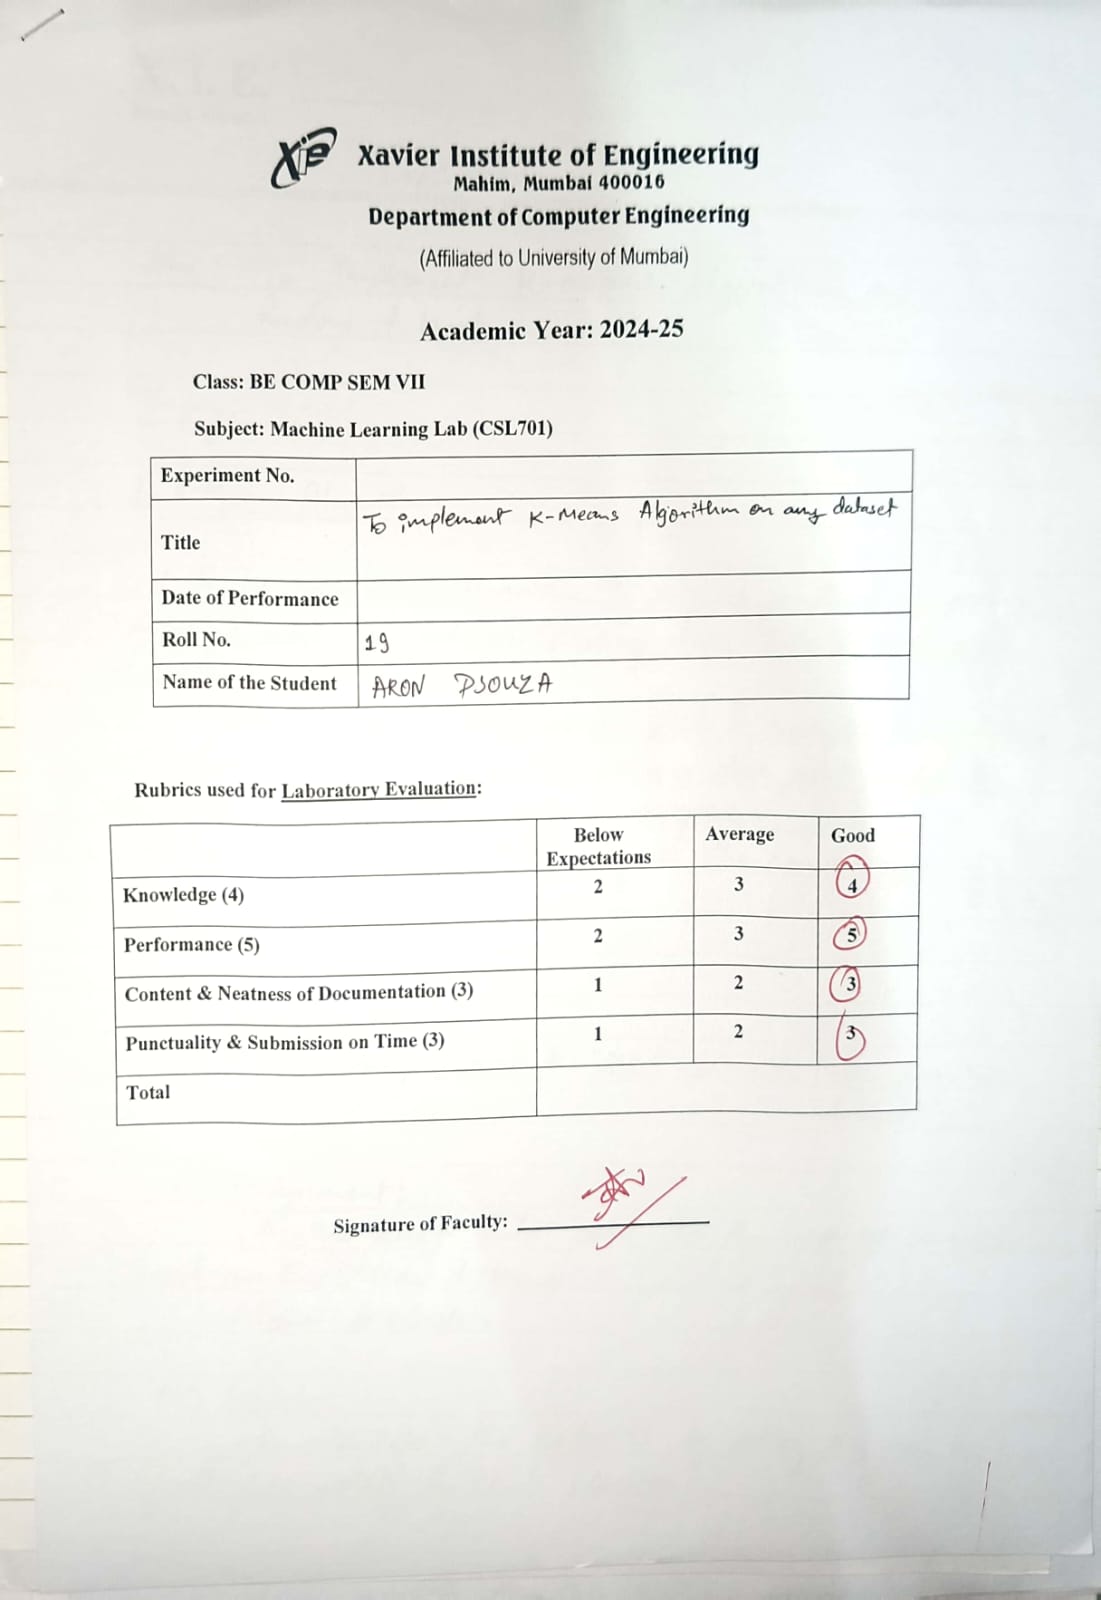 Xie Xavier Institute of Engineering
Mahim, Mumbai 400016
Department of Computer Engineering
(Affiliated to University of Mumbai)
Academic Year: 2024-25
Class: BE COMP SEM VII
Subject: Machine Learning Lab (CSL701)
Experiment No.
Title To implement K-Means Algorithm on any dataset
Date of Performance
Roll No. 19
Name of the Student ARON DSOUZA
Rubrics used for Laboratory Evaluation:
Below Expectations Average Good
Knowledge (4) 2 3 4
Performance (5) 2 3 5
Content & Neatness of Documentation (3) 1 2 3
Punctuality & Submission on Time (3) 1 2 3
Total
Signature of Faculty: